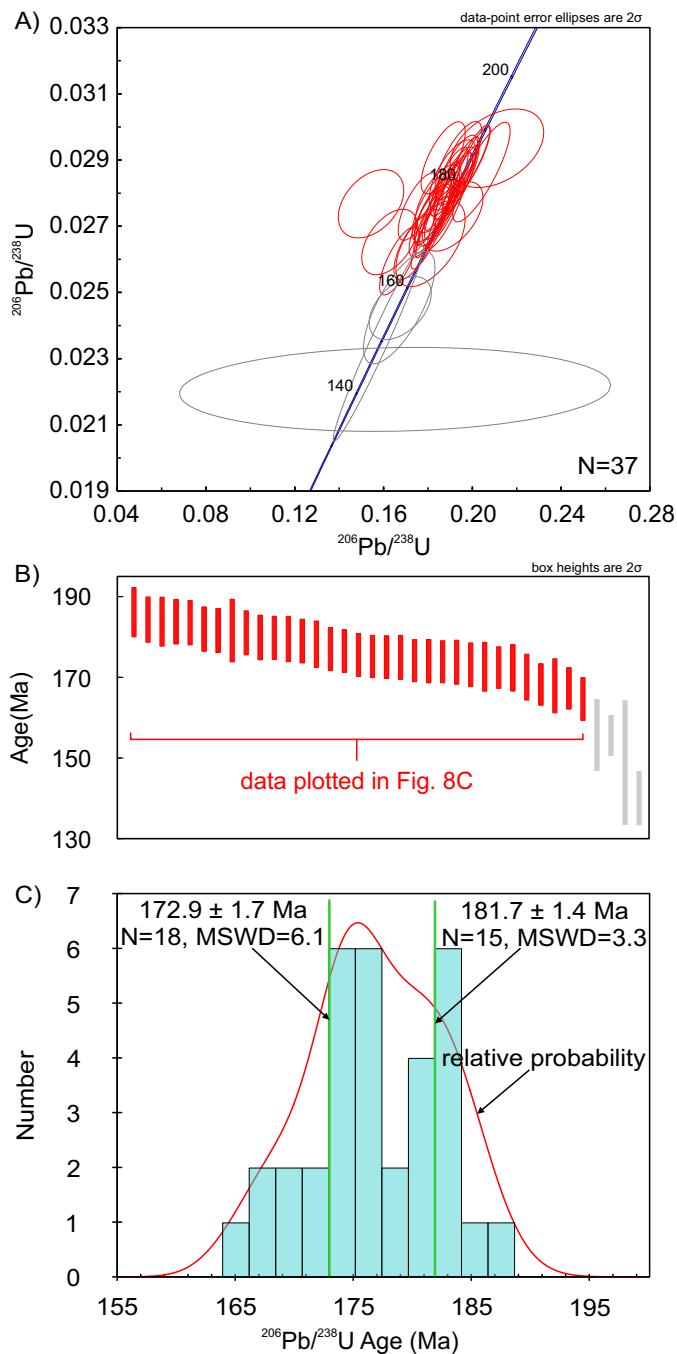 A)
data-point error ellipses are 2σ
0.033
0.031
0.029
0.027
0.025
0.023
0.021
0.019
²⁰⁶Pb/²³⁸U
200
180
160
140
N=37
0.04 0.08 0.12 0.16 0.20 0.24 0.28
²⁰⁶Pb/²³⁸U
B)
box heights are 2σ
190
170
150
130
Age(Ma)
data plotted in Fig. 8C
C)
7
6
5
4
3
2
1
0
Number
172.9 ± 1.7 Ma
N=18, MSWD=6.1
181.7 ± 1.4 Ma
N=15, MSWD=3.3
relative probability
155 165 175 185 195
²⁰⁶Pb/²³⁸U Age (Ma)